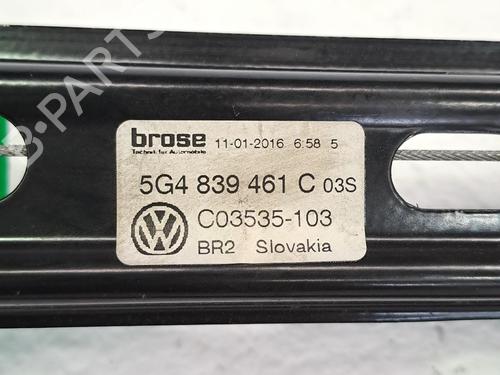 brose 11-01-2016 6:58 5
Technik für Automobile
5G4 839 461 C 03S
C03535-103
BR2 Slovakia
B-PARTS